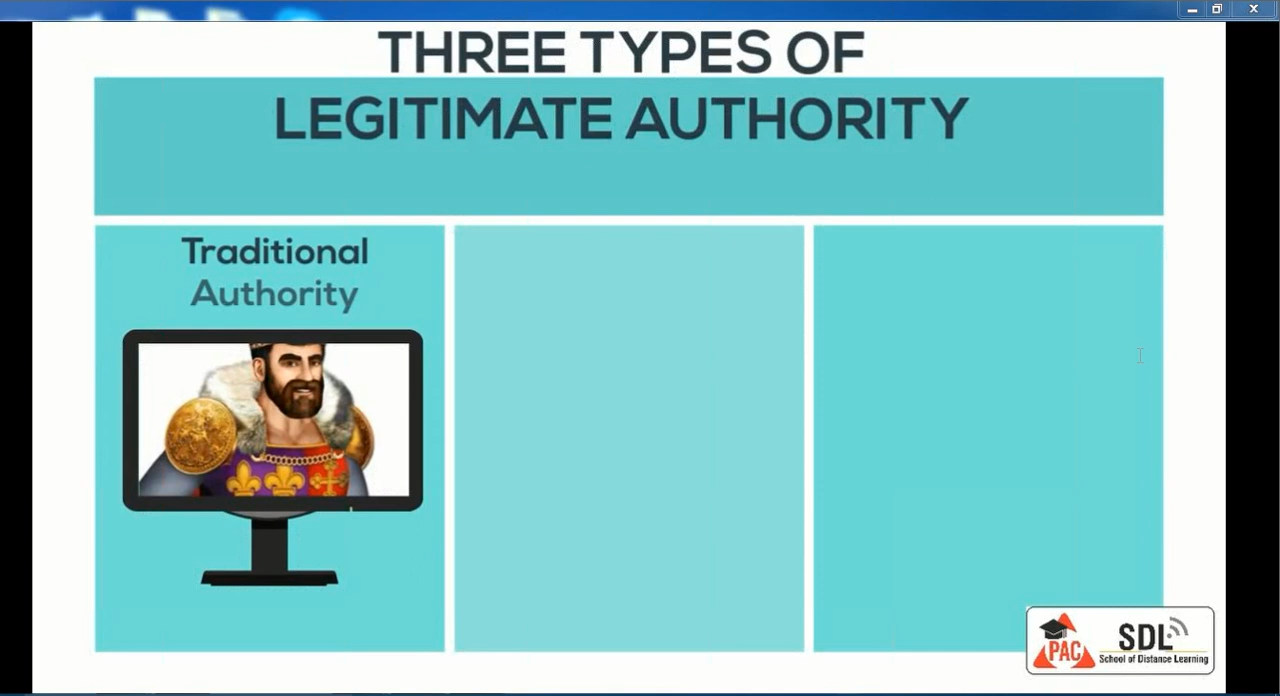 THREE TYPES OF
LEGITIMATE AUTHORITY
Traditional
Authority
PAC
SDL
School of Distance Learning